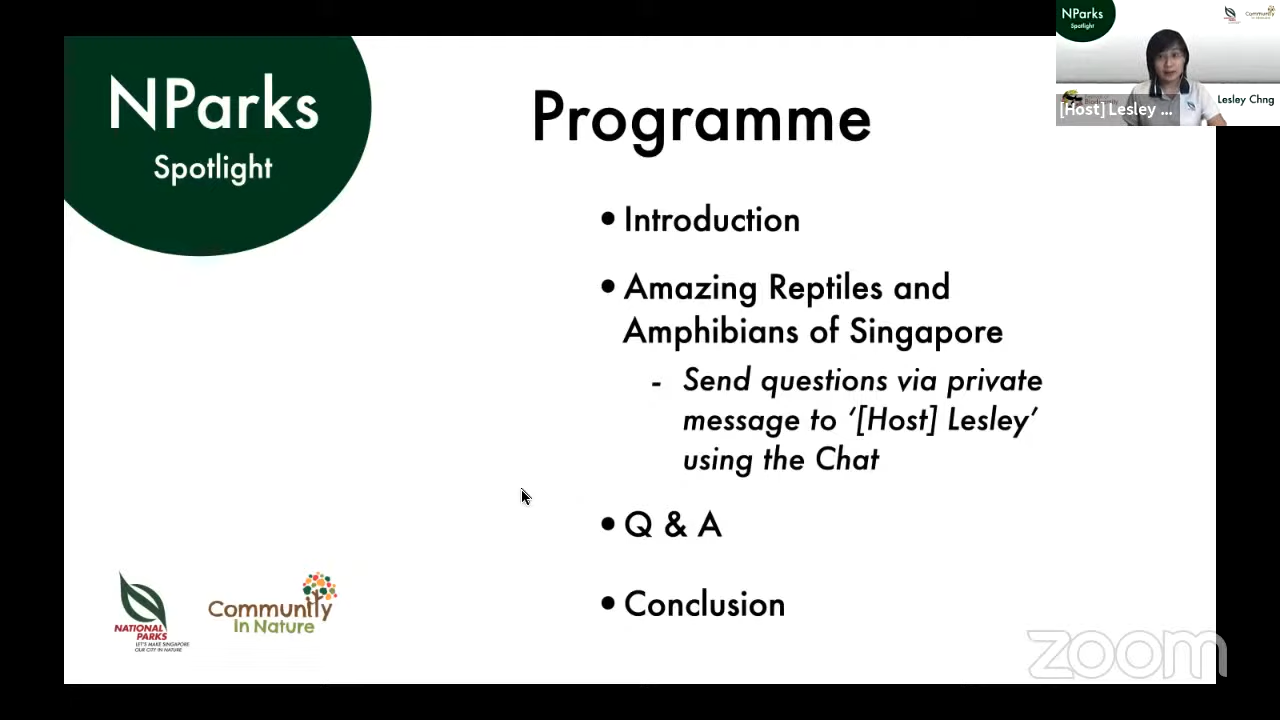 NParks
Spotlight
Programme
• Introduction
• Amazing Reptiles and
Amphibians of Singapore
- Send questions via private
message to ‘[Host] Lesley’
using the Chat
• Q & A
• Conclusion
NATIONAL
PARKS
LET'S MAKE SINGAPORE
OUR CITY IN NATURE
Community
In Nature
NParks
Spotlight
Community
Lesley Chng
[Host] Lesley ...
zoom